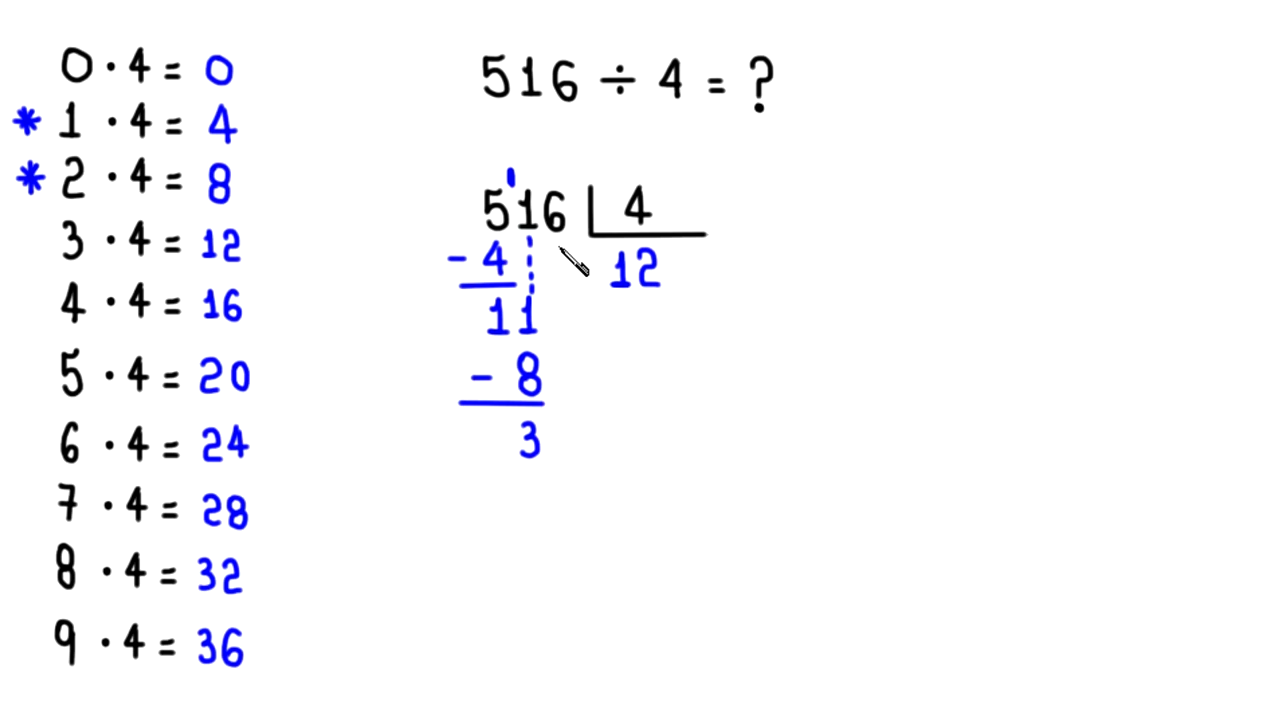 0 · 4 = 0
* 1 · 4 = 4
* 2 · 4 = 8
3 · 4 = 12
4 · 4 = 16
5 · 4 = 20
6 · 4 = 24
7 · 4 = 28
8 · 4 = 32
9 · 4 = 36
516 ÷ 4 = ?
5'16 4
- 4 12
11
- 8
3